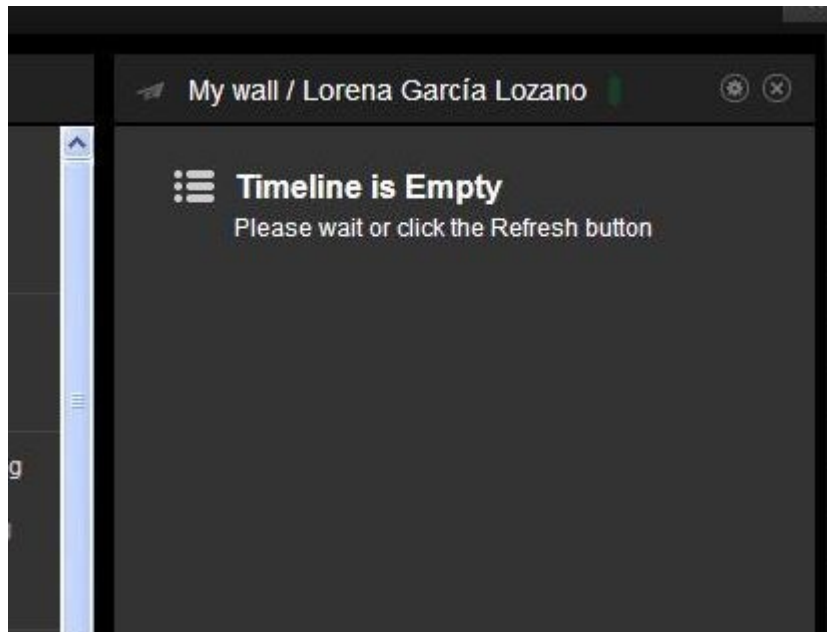 My wall / Lorena García Lozano
Timeline is Empty
Please wait or click the Refresh button
g